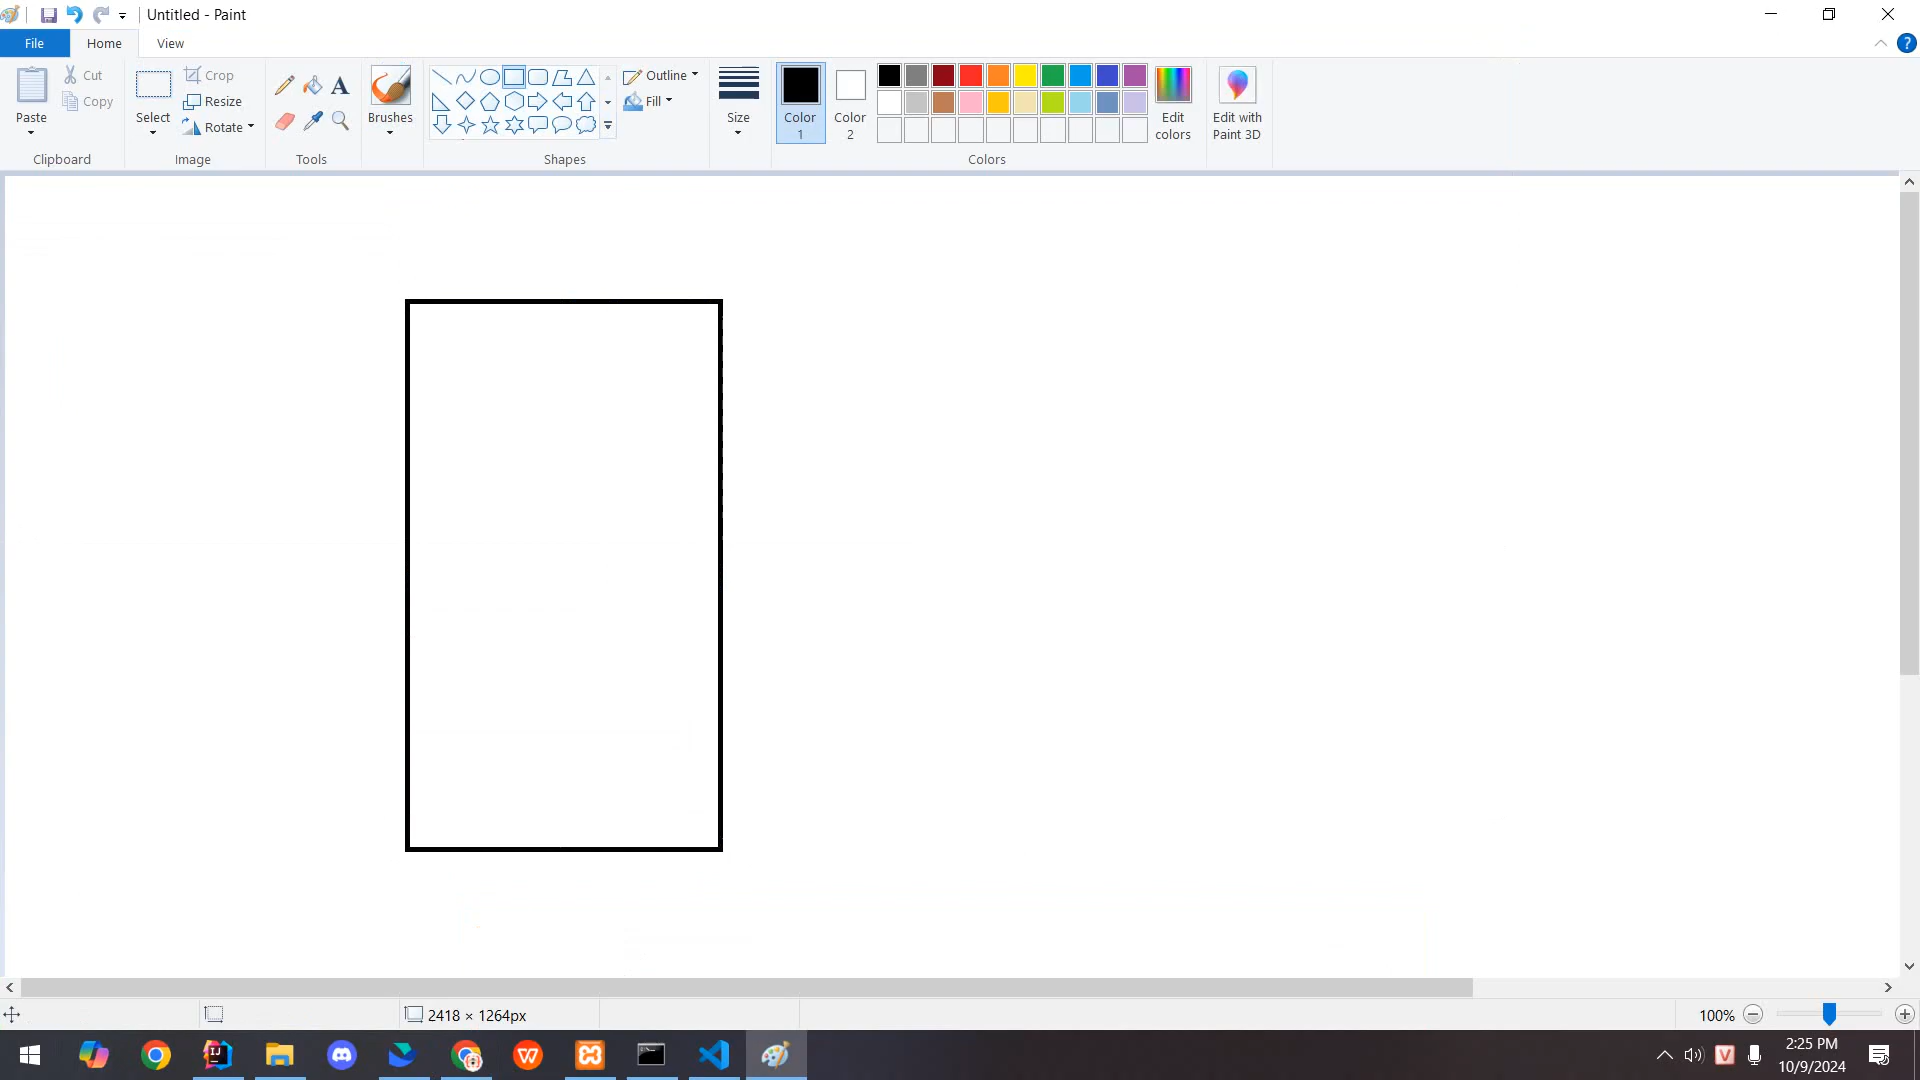 Untitled - Paint
File
Home
View
?
Paste
Cut
Copy
Clipboard
Select
Crop
Resize
Rotate
Image
A
Tools
Brushes
Outline
Fill
Shapes
Size
Color 1
Color 2
Edit colors
Edit with Paint 3D
Colors
2418 × 1264px
100%
2:25 PM
10/9/2024